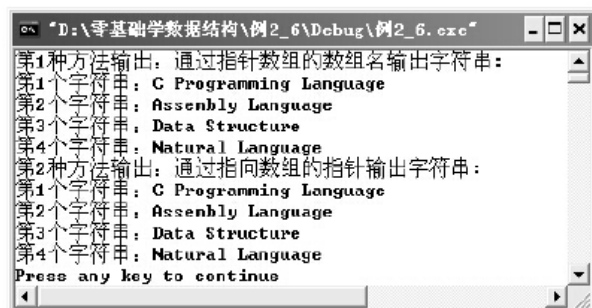 "D:\零基础学数据结构\例2_6\Debug\例2_6.exe"
第1种方法输出：通过指针数组的数组名输出字符串：
第1个字符串：C Programming Language
第2个字符串：Assembly Language
第3个字符串：Data Structure
第4个字符串：Natural Language
第2种方法输出：通过指向数组的指针输出字符串：
第1个字符串：C Programming Language
第2个字符串：Assembly Language
第3个字符串：Data Structure
第4个字符串：Natural Language
Press any key to continue